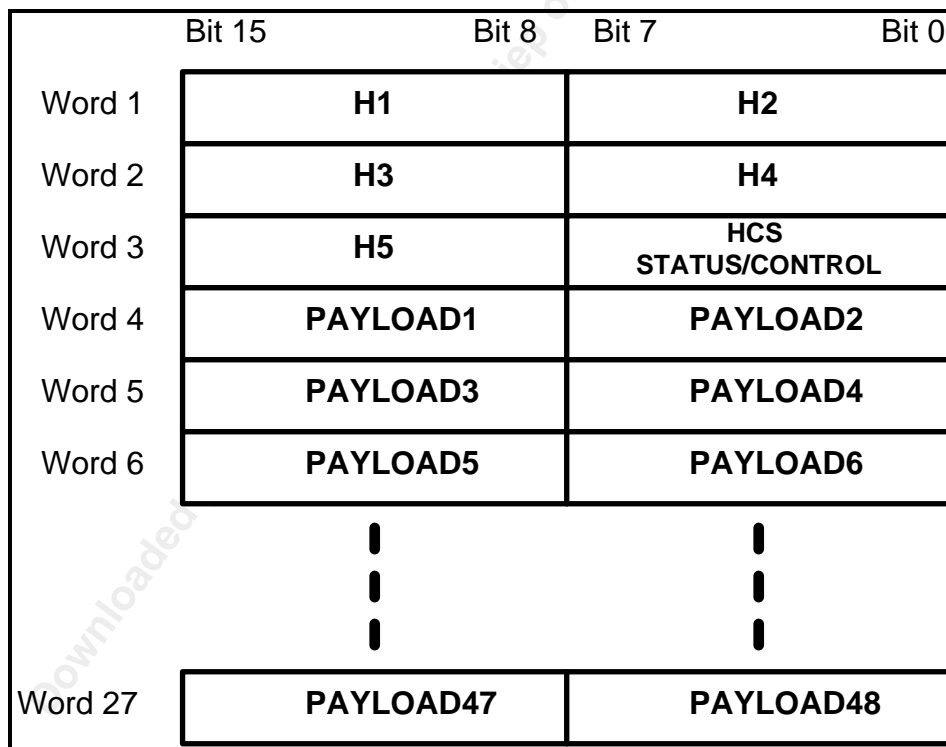 Bit 15 Bit 8 Bit 7 Bit 0
Word 1 H1 H2
Word 2 H3 H4
Word 3 H5 HCS
STATUS/CONTROL
Word 4 PAYLOAD1 PAYLOAD2
Word 5 PAYLOAD3 PAYLOAD4
Word 6 PAYLOAD5 PAYLOAD6
Word 27 PAYLOAD47 PAYLOAD48
Downloaded